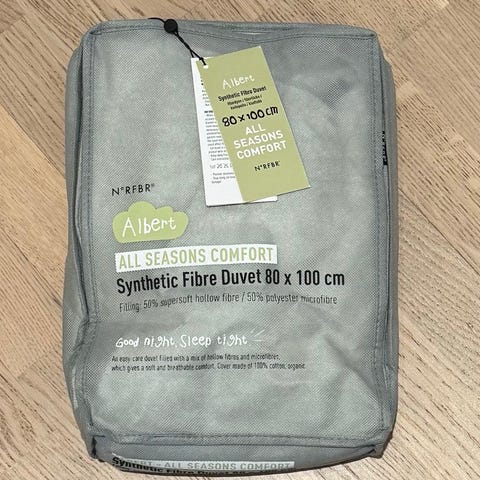 Albert
Synthetic Fibre Duvet
80 x 100 cm
ALL
SEASONS
COMFORT
N°RFBR®
N°RFBR®
Albert
ALL SEASONS COMFORT
Synthetic Fibre Duvet 80 x 100 cm
Filling: 50% supersoft hollow fibre / 50% polyester microfibre
Good night, Sleep tight
An easy care duvet filled with a mix of hollow fibres and microfibres,
which gives a soft and breathable comfort. Cover made of 100% cotton, organic
- ALL SEASONS COMFORT
Synthetic Fibre Duvet